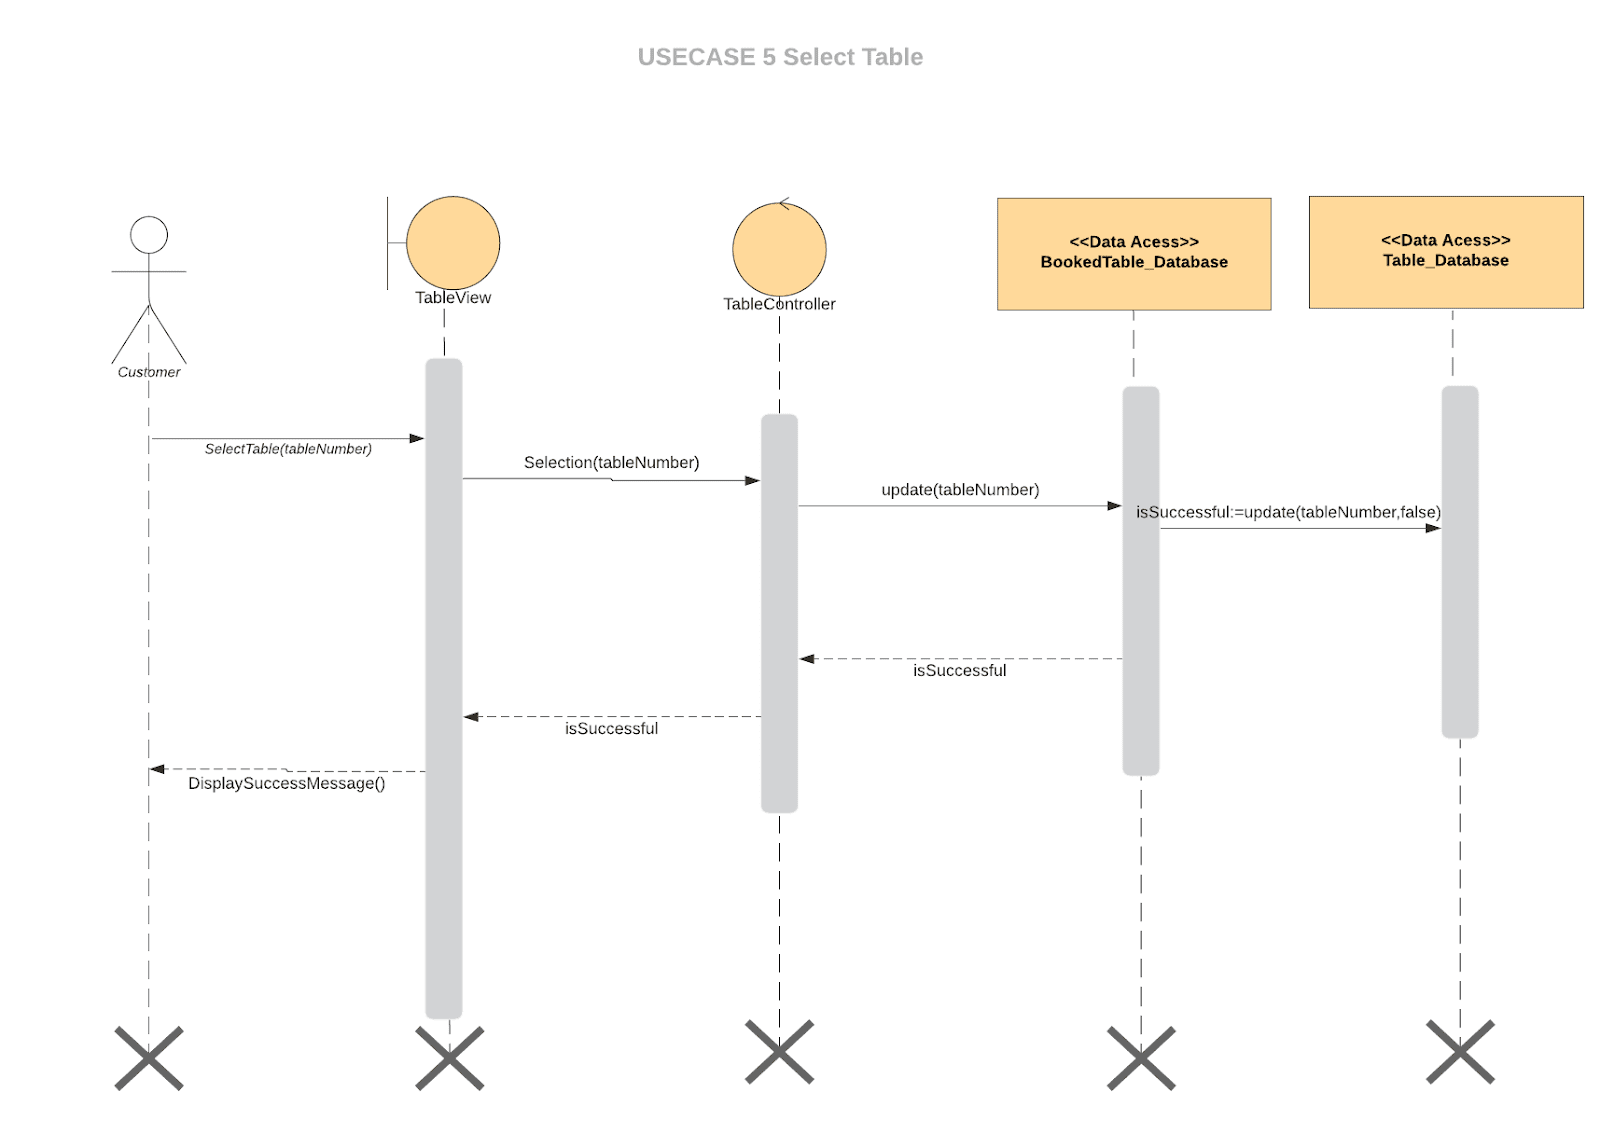 USECASE 5 Select Table
<<Data Acess>>
BookedTable_Database
<<Data Acess>>
Table_Database
TableView
TableController
Customer
SelectTable(tableNumber)
Selection(tableNumber)
update(tableNumber)
isSuccessful:=update(tableNumber,false)
isSuccessful
isSuccessful
DisplaySuccessMessage()